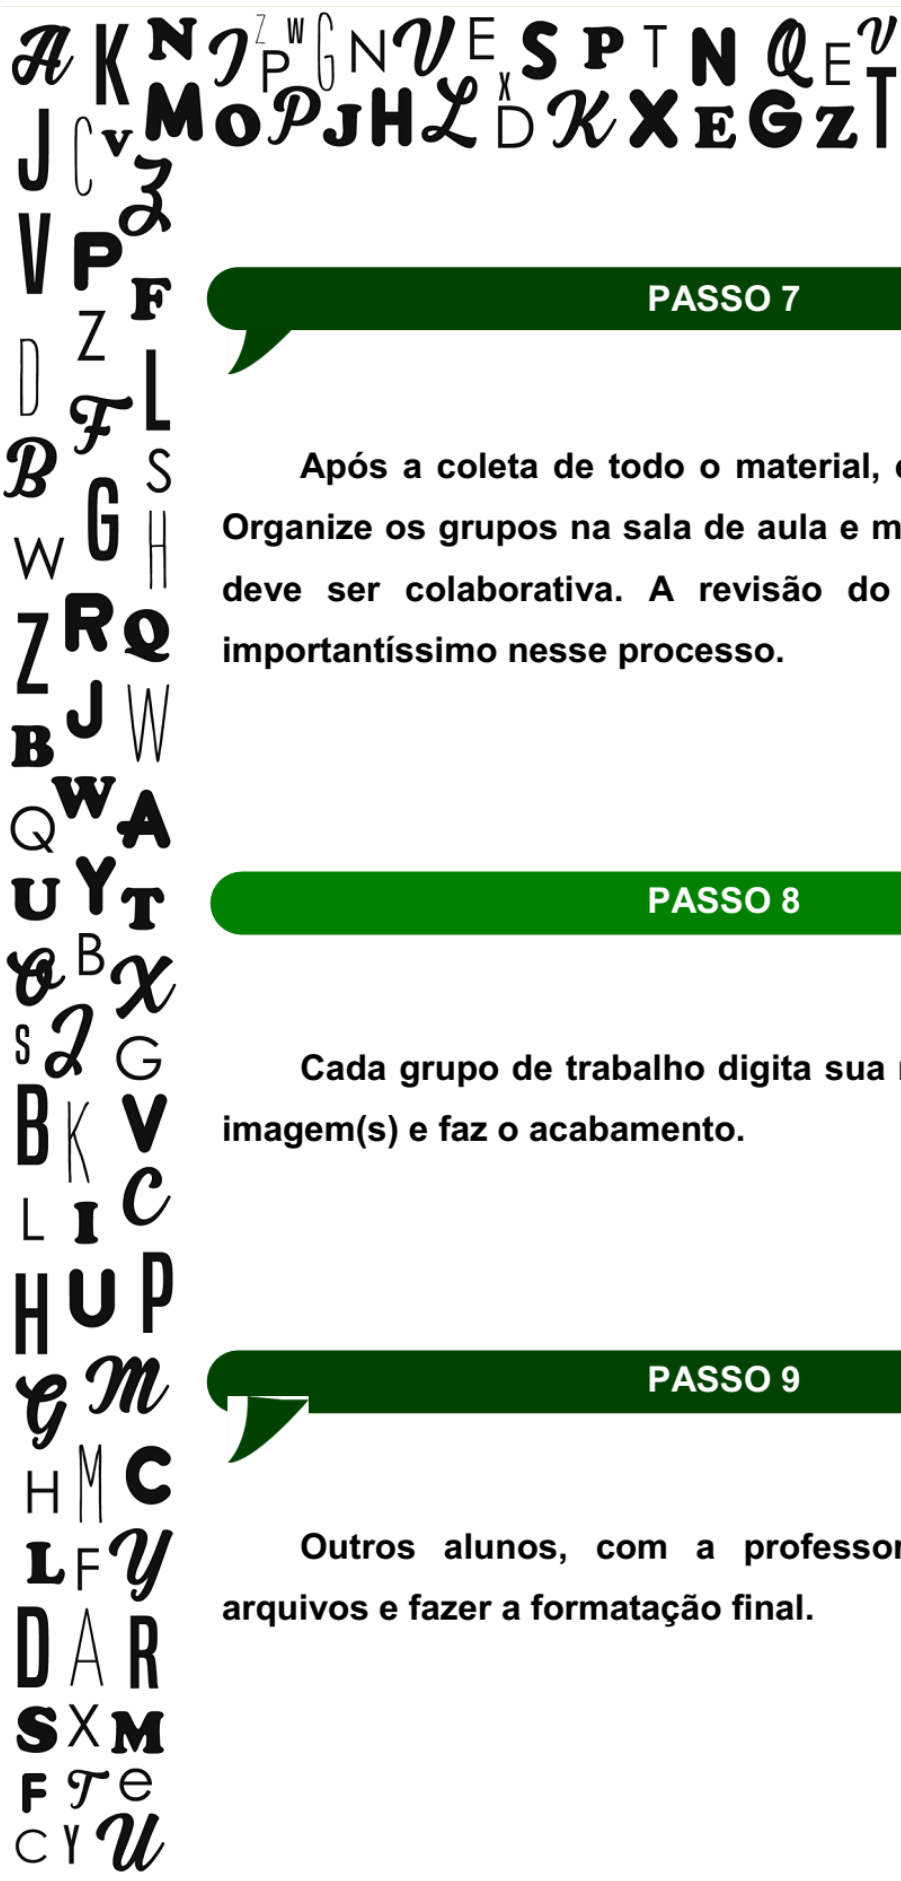 A K N I Z P W G N V E S P T N Q E V
J C V M O P J H L X D K X E G Z T
Z
V P F
Z
D L
F
B S
G
W H
Z R Q
J W
B
W A
Q
U Y T
B
O X
S Q G
B K V
C
L I
H U P
G M
H M C
L F Y
D A R
S X M
F T e
C Y U
PASSO 7
Após a coleta de todo o material,
Organize os grupos na sala de aula e
deve ser colaborativa. A revisão do
importantíssimo nesse processo.
PASSO 8
Cada grupo de trabalho digita sua
imagem(s) e faz o acabamento.
PASSO 9
Outros alunos, com a
arquivos e fazer a formatação final.